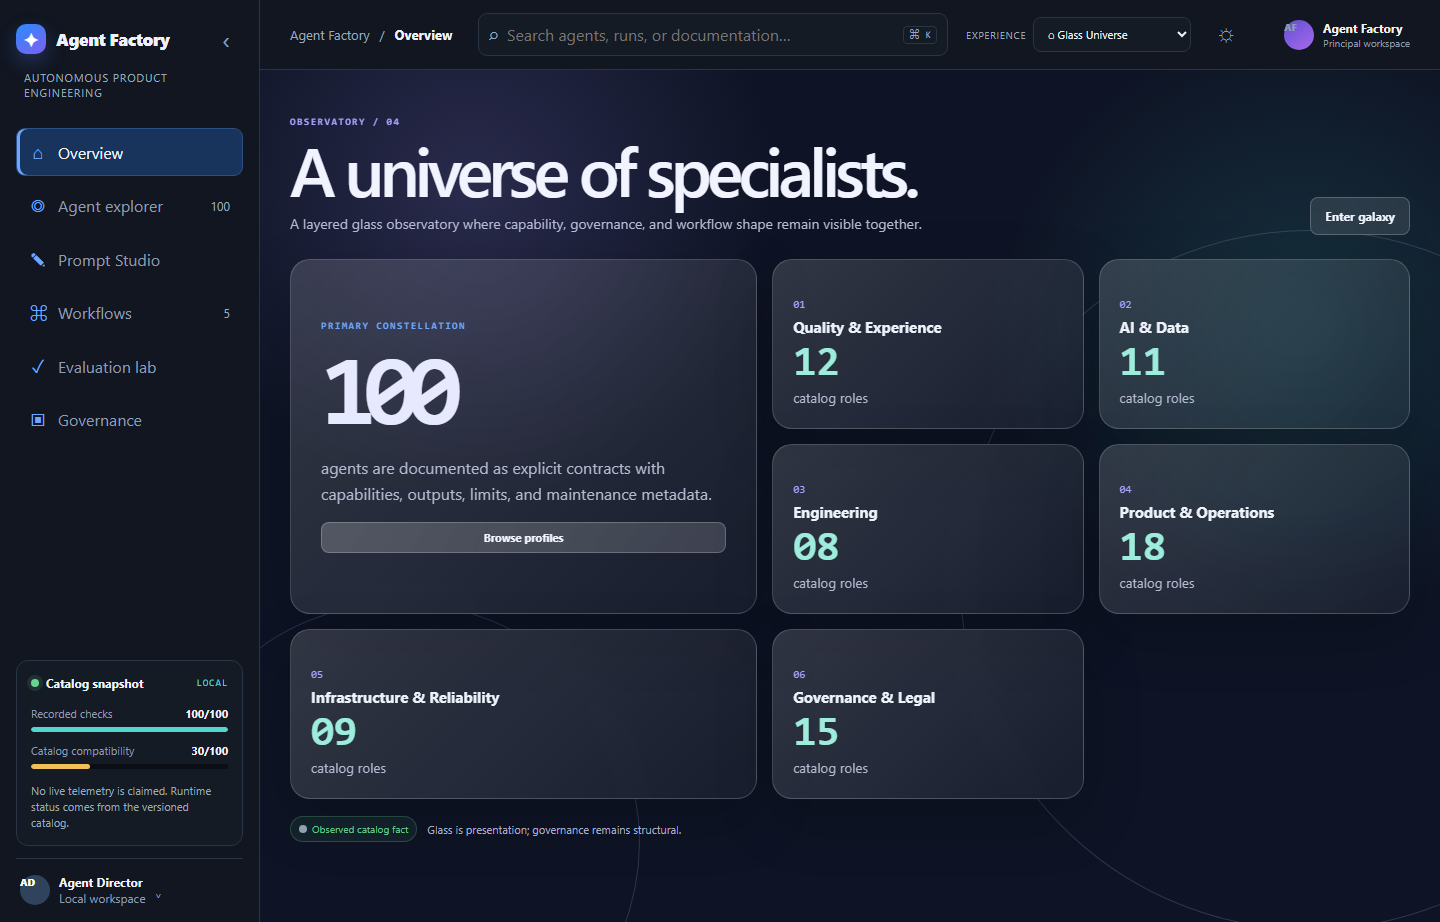 Agent Factory
AUTONOMOUS PRODUCT
ENGINEERING
Overview
Agent explorer 100
Prompt Studio
Workflows 5
Evaluation lab
Governance
Catalog snapshot LOCAL
Recorded checks 100/100
Catalog compatibility 30/100
No live telemetry is claimed. Runtime
status comes from the versioned
catalog.
AD
Agent Director
Local workspace
Agent Factory / Overview
Search agents, runs, or documentation...
⌘ K
EXPERIENCE
Glass Universe
AF
Agent Factory
Principal workspace
OBSERVATORY / 04
A universe of specialists.
A layered glass observatory where capability, governance, and workflow shape remain visible together.
Enter galaxy
PRIMARY CONSTELLATION
100
agents are documented as explicit contracts with
capabilities, outputs, limits, and maintenance metadata.
Browse profiles
01
Quality & Experience
12
catalog roles
02
AI & Data
11
catalog roles
03
Engineering
08
catalog roles
04
Product & Operations
18
catalog roles
05
Infrastructure & Reliability
09
catalog roles
06
Governance & Legal
15
catalog roles
Observed catalog fact
Glass is presentation; governance remains structural.